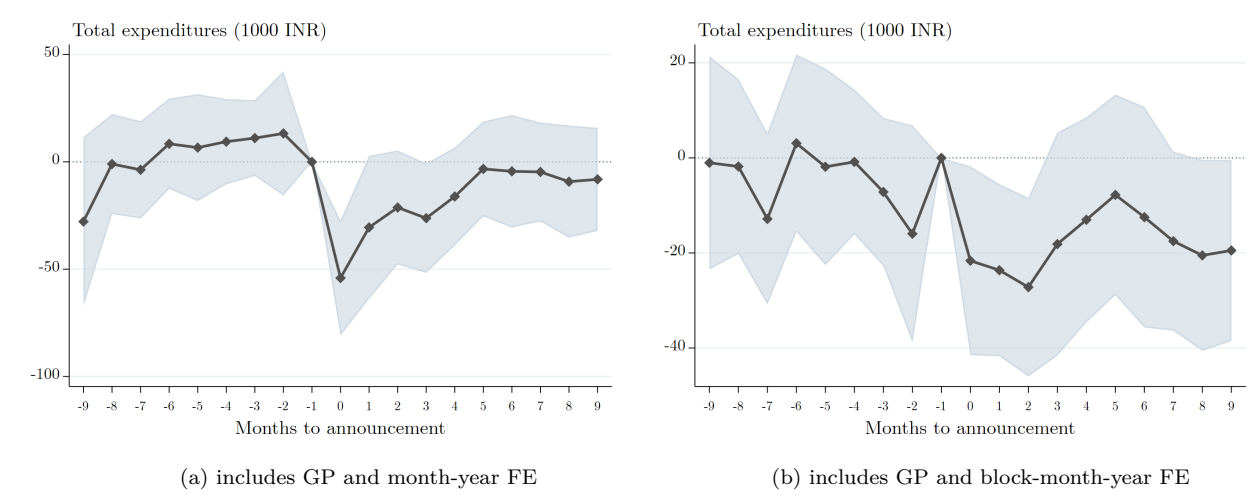 Total expenditures (1000 INR)
50
0
-50
-100
-9 -8 -7 -6 -5 -4 -3 -2 -1 0 1 2 3 4 5 6 7 8 9
Months to announcement
(a) includes GP and month-year FE
Total expenditures (1000 INR)
20
0
-20
-40
-9 -8 -7 -6 -5 -4 -3 -2 -1 0 1 2 3 4 5 6 7 8 9
Months to announcement
(b) includes GP and block-month-year FE